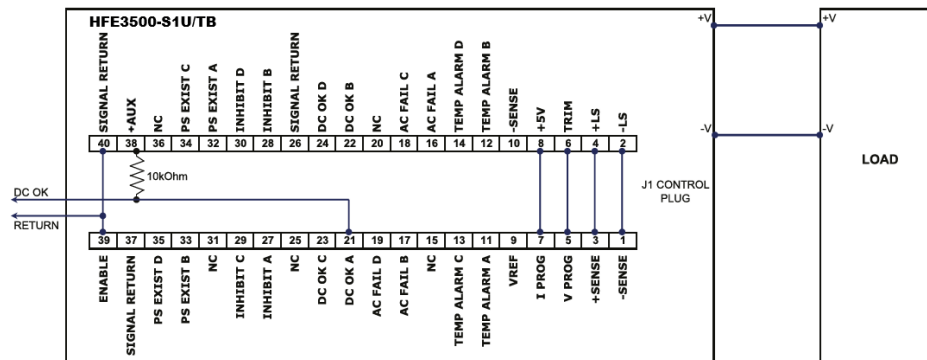 HFE3500-S1U/TB
+V
+V
SIGNAL RETURN
+AUX
NC
PS EXIST C
PS EXIST A
INHIBIT D
INHIBIT B
SIGNAL RETURN
DC OK D
DC OK B
NC
AC FAIL C
AC FAIL A
TEMP ALARM D
TEMP ALARM B
-SENSE
+5V
TRIM
+LS
-LS
40 38 36 34 32 30 28 26 24 22 20 18 16 14 12 10 8 6 4 2
-V
-V
LOAD
10kOhm
J1 CONTROL
PLUG
DC OK
RETURN
39 37 35 33 31 29 27 25 23 21 19 17 15 13 11 9 7 5 3 1
ENABLE
SIGNAL RETURN
PS EXIST D
PS EXIST B
NC
INHIBIT C
INHIBIT A
NC
DC OK C
DC OK A
AC FAIL D
AC FAIL B
NC
TEMP ALARM C
TEMP ALARM A
VREF
I PROG
V PROG
+SENSE
-SENSE